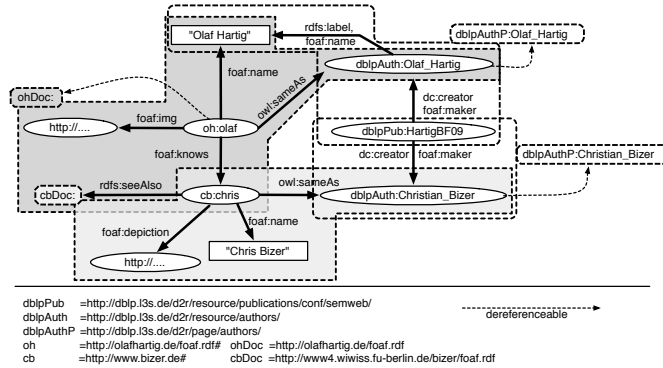 "Olaf Hartig"
rdfs:label,
foaf:name
dblpAuthP:Olaf_Hartig
dblpAuth:Olaf_Hartig
foaf:name
owl:sameAs
ohDoc:
dc:creator
foaf:maker
foaf:img
http://....
oh:olaf
dblpPub:HartigBF09
foaf:knows
dc:creator
foaf:maker
dblpAuthP:Christian_Bizer
rdfs:seeAlso
owl:sameAs
cbDoc:
cb:chris
dblpAuth:Christian_Bizer
foaf:name
foaf:depiction
"Chris Bizer"
http://....
dblpPub =http://dblp.l3s.de/d2r/resource/publications/conf/semweb/
dblpAuth =http://dblp.l3s.de/d2r/resource/authors/
dereferenceable
dblpAuthP =http://dblp.l3s.de/d2r/page/authors/
oh =http://olafhartig.de/foaf.rdf# ohDoc =http://olafhartig.de/foaf.rdf
cb =http://www.bizer.de# cbDoc =http://www4.wiwiss.fu-berlin.de/bizer/foaf.rdf